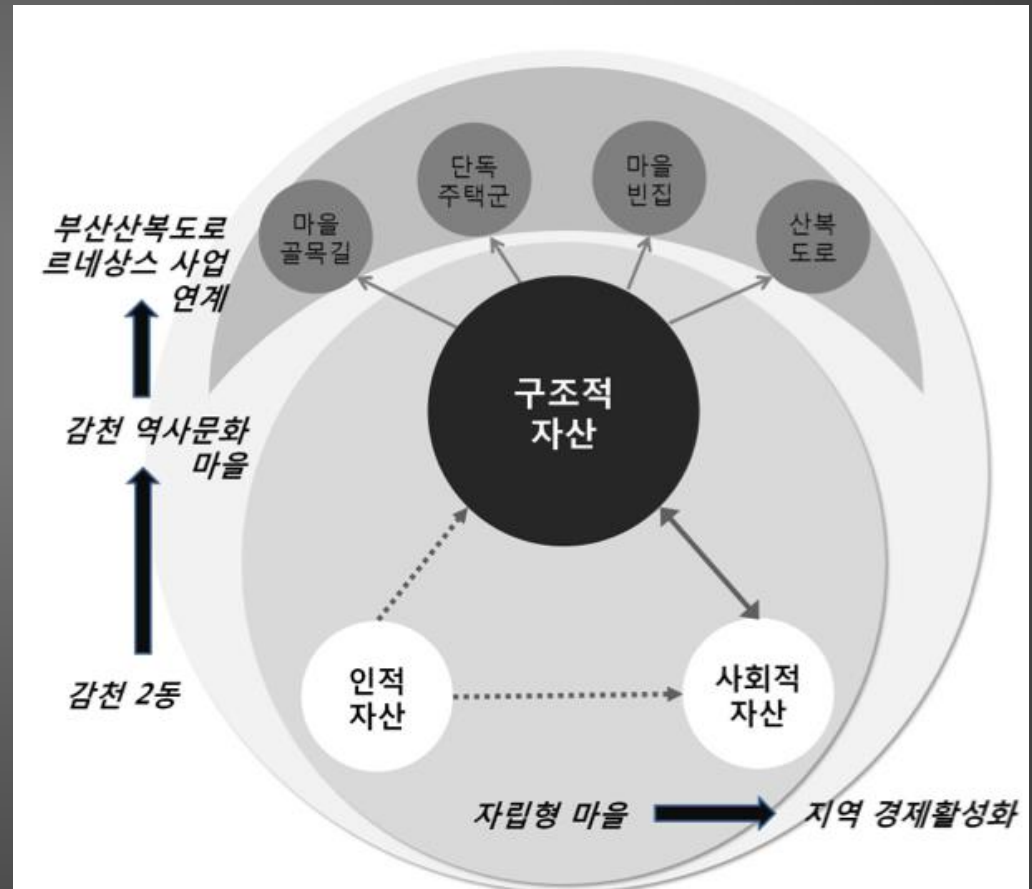 단독
주택군
마을
빈집
마을
골목길
산복
도로
부산산복도로
르네상스 사업
연계
구조적
자산
감천 역사문화
마을
감천 2동
인적
자산
사회적
자산
자립형 마을
지역 경제활성화